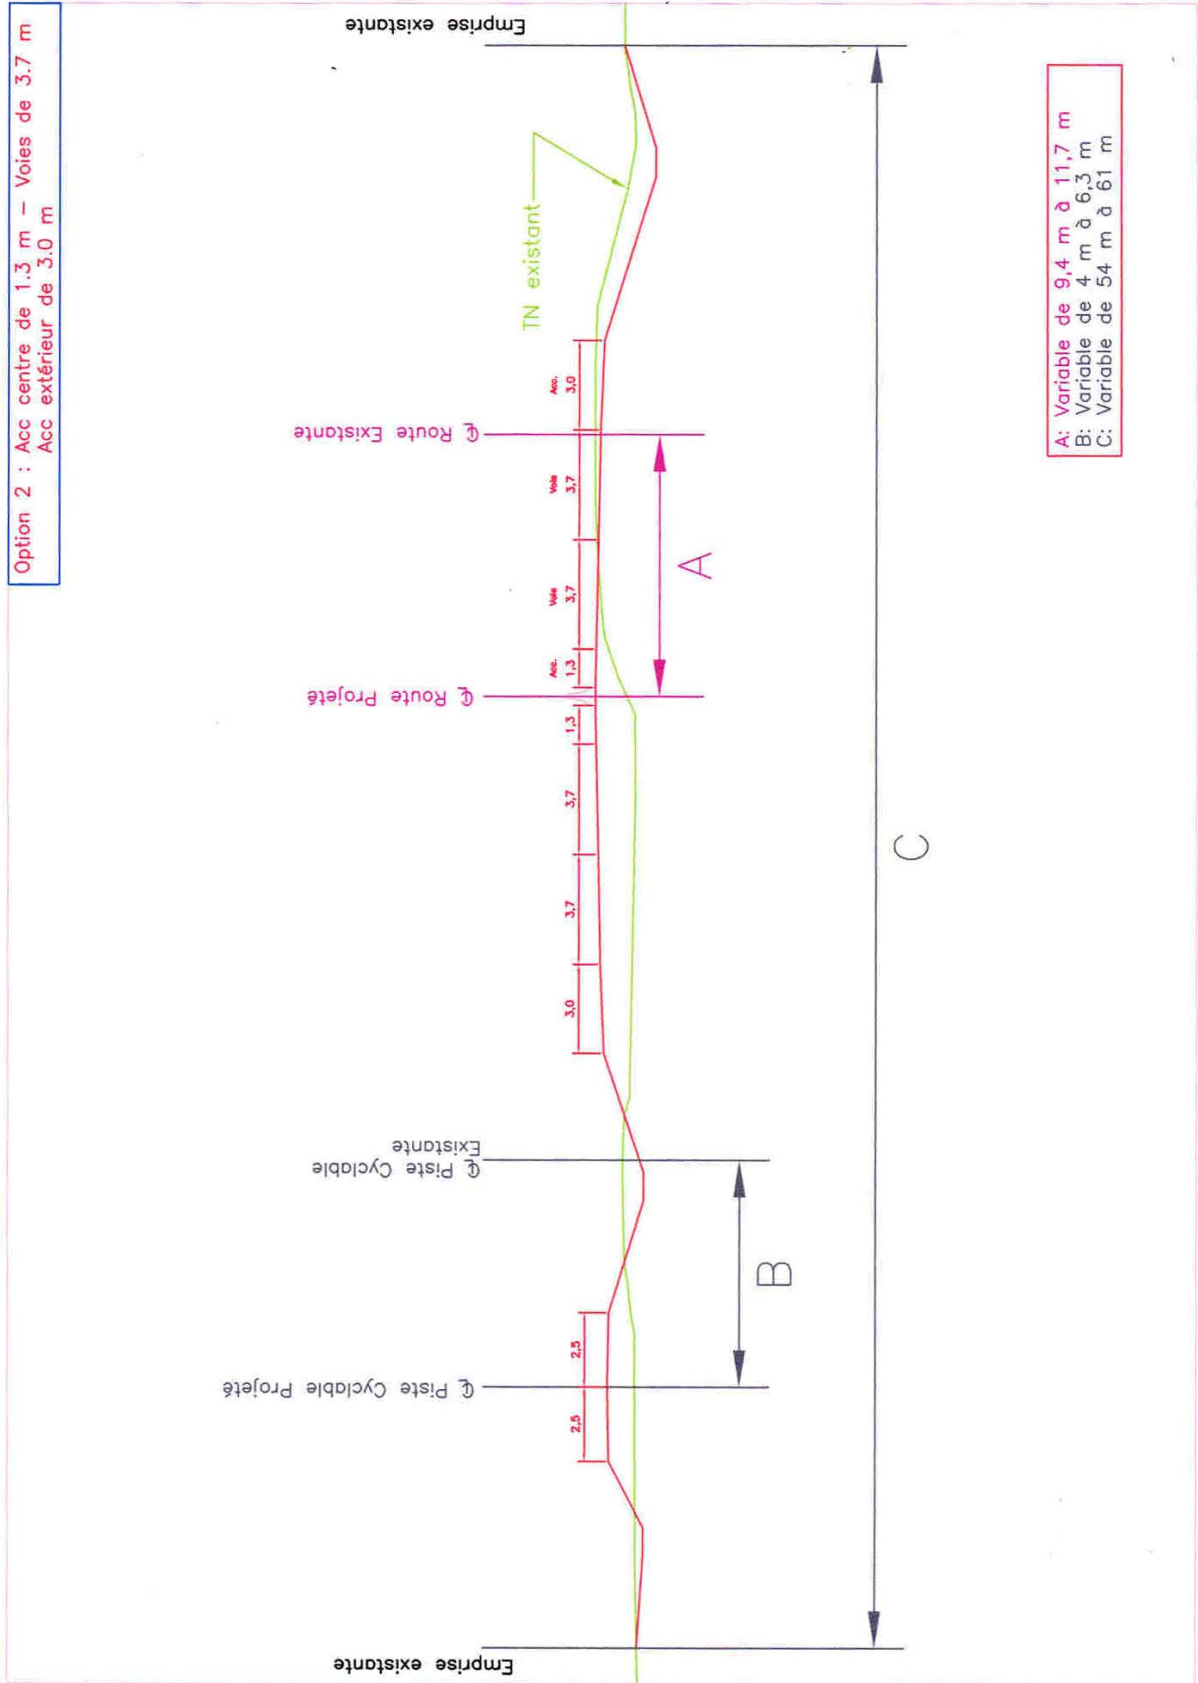 Option 2 : Acc centre de 1.3 m – Voies de 3.7 m
Acc extérieur de 3.0 m
Emprise existante
℄ Piste Cyclable Projeté
℄ Piste Cyclable
Existante
℄ Route Projeté
℄ Route Existante
Emprise existante
TN existant
2,5
2,5
3,0
3,7
3,7
1,3
Acc.
1,3
Voie
3,7
Voie
3,7
Acc.
3,0
B
A
C
A: Variable de 9,4 m à 11,7 m
B: Variable de 4 m à 6,3 m
C: Variable de 54 m à 61 m